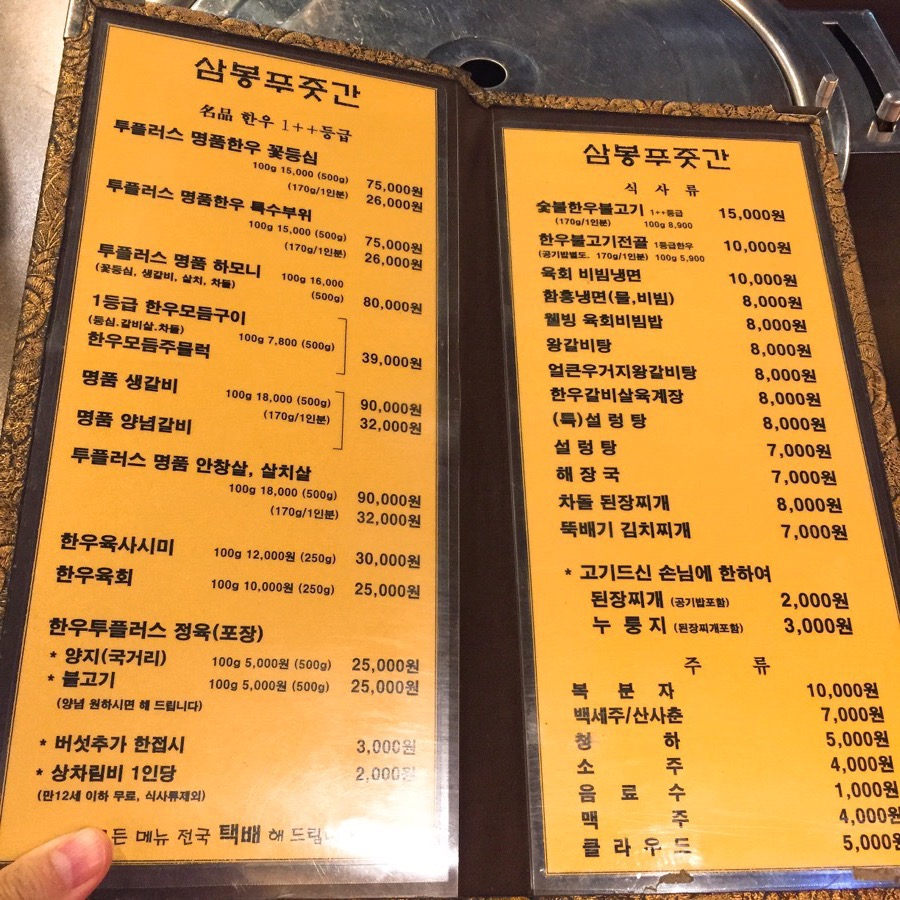 삼봉푸줏간
名品 한우 1++등급
투플러스 명품한우 꽃등심
100g 15,000 (500g) 75,000원
(170g/1인분) 26,000원
투플러스 명품한우 특수부위
100g 15,000 (500g) 75,000원
(170g/1인분) 26,000원
투플러스 명품 하모니 100g 16,000
(꽃등심, 생갈비, 살치, 차돌) (500g) 80,000원
1등급 한우모듬구이
(등심.갈비살.차돌) 100g 7,800 (500g)
한우모듬주물럭 39,000원
명품 생갈비
100g 18,000 (500g) 90,000원
(170g/1인분) 32,000원
명품 양념갈비
투플러스 명품 안창살, 살치살
100g 18,000 (500g) 90,000원
(170g/1인분) 32,000원
한우육사시미 100g 12,000원 (250g) 30,000원
한우육회 100g 10,000원 (250g) 25,000원
한우투플러스 정육(포장)
* 양지(국거리) 100g 5,000원 (500g) 25,000원
* 불고기 100g 5,000원 (500g) 25,000원
(양념 원하시면 해 드립니다)
* 버섯추가 한접시 3,000원
* 상차림비 1인당 2,000원
(만12세 이하 무료, 식사류제외)
든 메뉴 전국 택배 해 드립
삼봉푸줏간
식 사 류
숯불한우불고기 1++등급 15,000원
(170g/1인분) 100g 8,900
한우불고기전골 1등급한우 10,000원
(공기밥별도. 170g/1인분) 100g 5,900
육회 비빔냉면 10,000원
함흥냉면(물,비빔) 8,000원
웰빙 육회비빔밥 8,000원
왕갈비탕 8,000원
얼큰우거지왕갈비탕 8,000원
한우갈비살육계장 8,000원
(특)설 렁 탕 8,000원
설 렁 탕 7,000원
해 장 국 7,000원
차돌 된장찌개 8,000원
뚝배기 김치찌개 7,000원
* 고기드신 손님에 한하여
된장찌개 (공기밥포함) 2,000원
누 룽 지 (된장찌개포함) 3,000원
주 류
복 분 자 10,000원
백세주/산사춘 7,000원
청 하 5,000원
소 주 4,000원
음 료 수 1,000원
맥 주 4,000원
클 라 우 드 5,000원